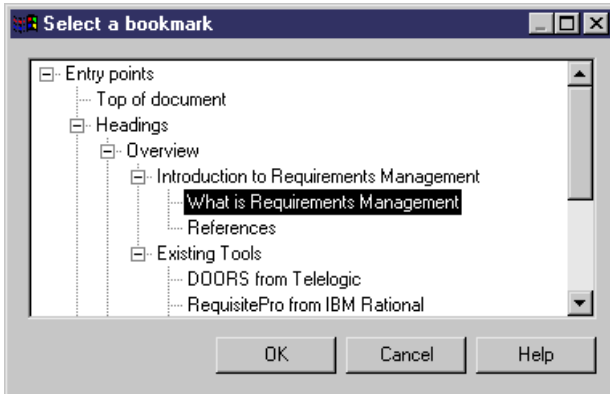 Select a bookmark
Entry points
Top of document
Headings
Overview
Introduction to Requirements Management
What is Requirements Management
References
Existing Tools
DOORS from Telelogic
RequisitePro from IBM Rational
OK Cancel Help